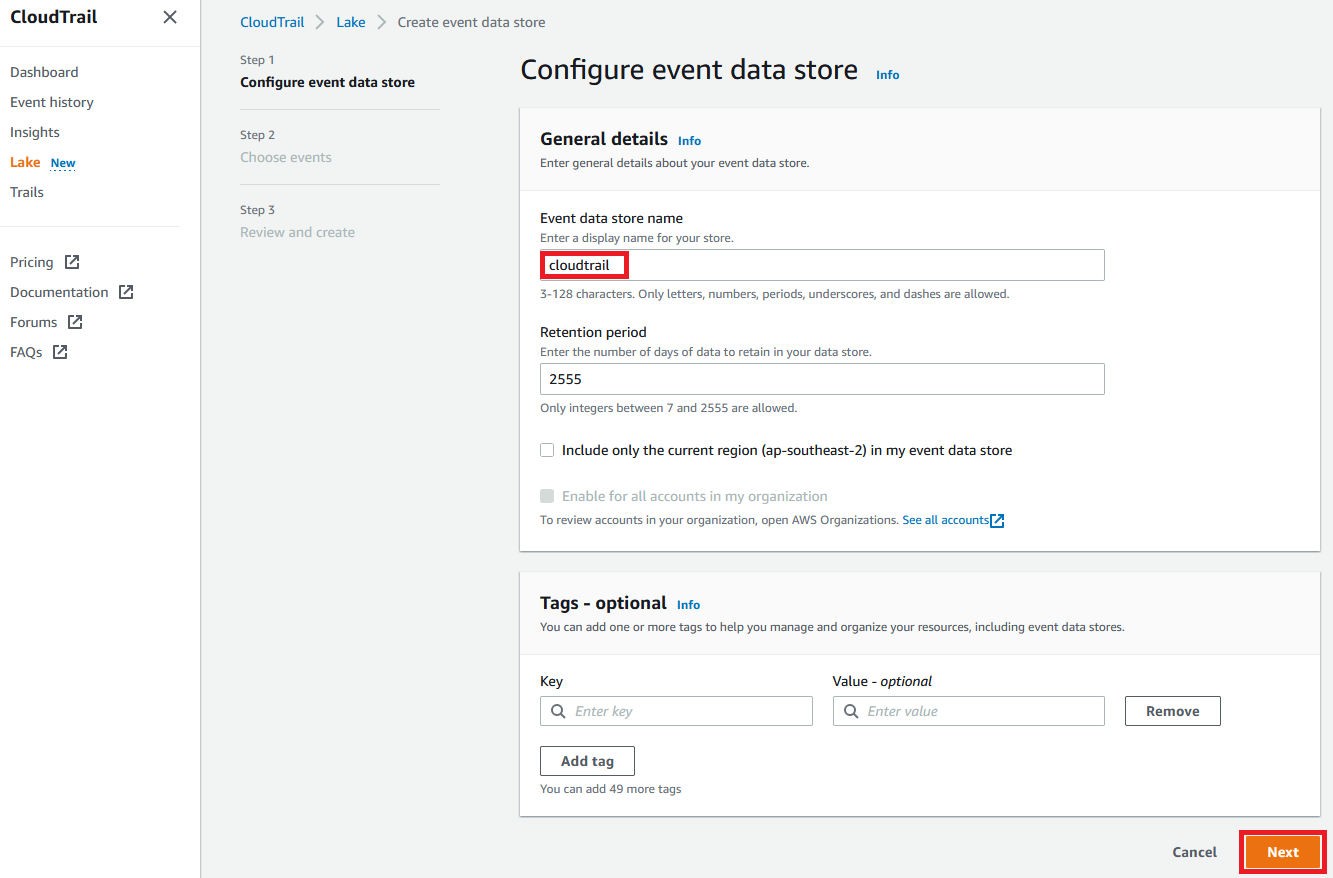 CloudTrail
Dashboard
Event history
Insights
Lake New
Trails
Pricing
Documentation
Forums
FAQs
CloudTrail > Lake > Create event data store
Step 1
Configure event data store
Step 2
Choose events
Step 3
Review and create
Configure event data store Info
General details Info
Enter general details about your event data store.
Event data store name
Enter a display name for your store.
cloudtrail
3-128 characters. Only letters, numbers, periods, underscores, and dashes are allowed.
Retention period
Enter the number of days of data to retain in your data store.
2555
Only integers between 7 and 2555 are allowed.
Include only the current region (ap-southeast-2) in my event data store
Enable for all accounts in my organization
To review accounts in your organization, open AWS Organizations. See all accounts
Tags - optional Info
You can add one or more tags to help you manage and organize your resources, including event data stores.
Key Value - optional
Enter key Enter value Remove
Add tag
You can add 49 more tags
Cancel Next